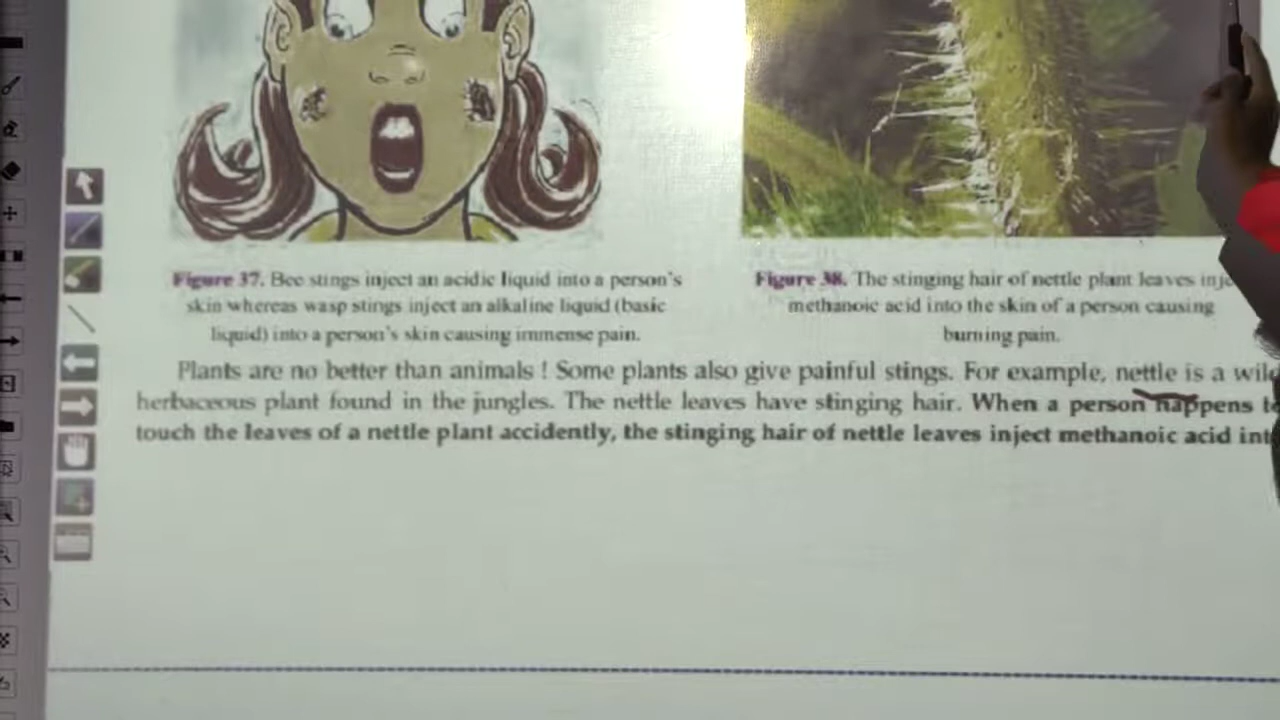 Figure 37. Bee stings inject an acidic liquid into a person's
skin whereas wasp stings inject an alkaline liquid (basic
liquid) into a person's skin causing immense pain.
Figure 38. The stinging hair of nettle plant leaves inje
methanoic acid into the skin of a person causing
burning pain.
Plants are no better than animals ! Some plants also give painful stings. For example, nettle is a wil
herbaceous plant found in the jungles. The nettle leaves have stinging hair. When a person happens t
touch the leaves of a nettle plant accidently, the stinging hair of nettle leaves inject methanoic acid int